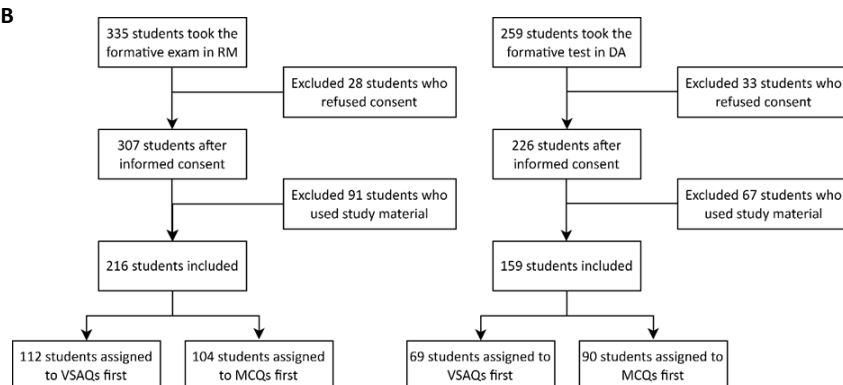 B
335 students took the
formative exam in RM
Excluded 28 students who
refused consent
307 students after
informed consent
Excluded 91 students who
used study material
216 students included
112 students assigned
to VSAQs first
104 students assigned
to MCQs first
259 students took the
formative test in DA
Excluded 33 students who
refused consent
226 students after
informed consent
Excluded 67 students who
used study material
159 students included
69 students assigned to
VSAQs first
90 students assigned to
MCQs first